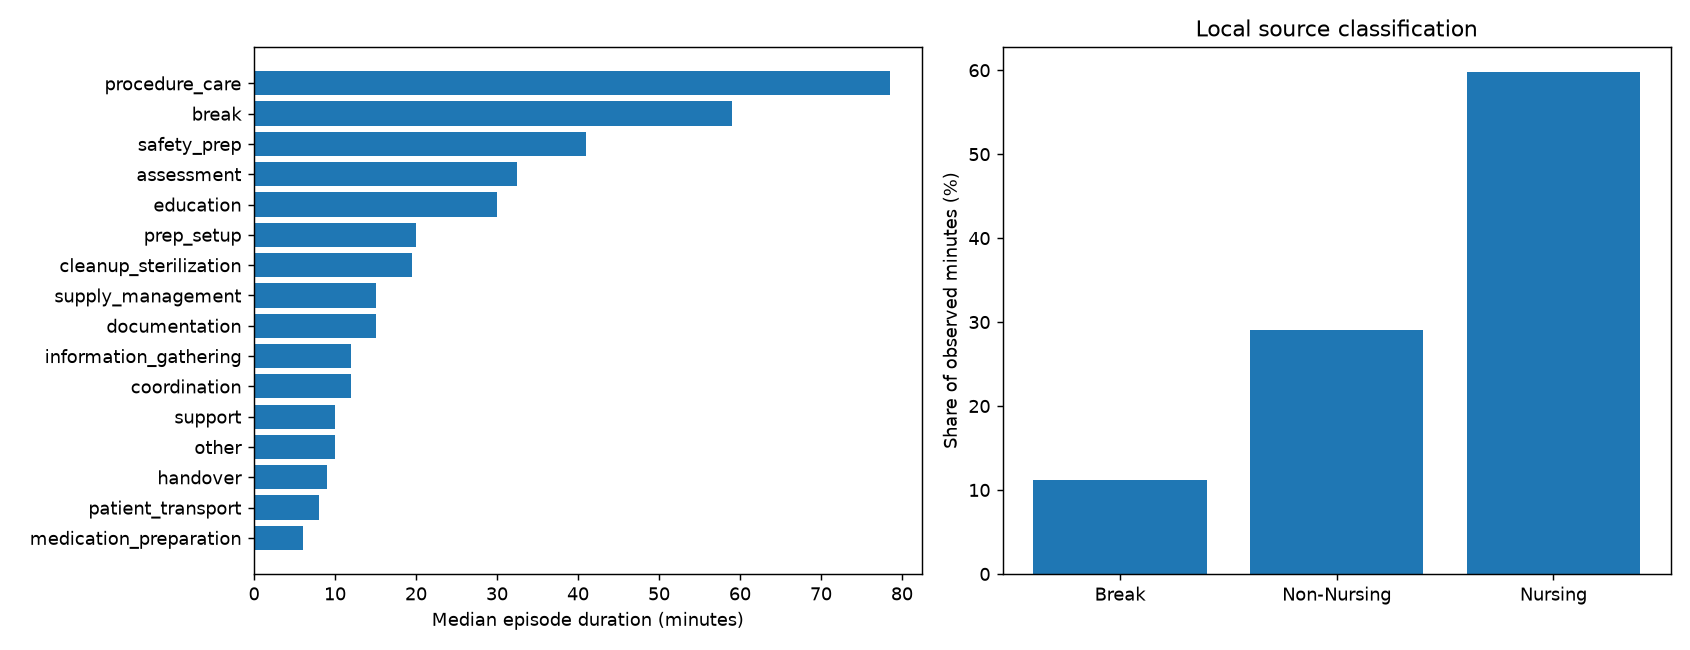 procedure_care
break
safety_prep
assessment
education
prep_setup
cleanup_sterilization
supply_management
documentation
information_gathering
coordination
support
other
handover
patient_transport
medication_preparation
0 10 20 30 40 50 60 70 80
Median episode duration (minutes)
Local source classification
Share of observed minutes (%)
60
50
40
30
20
10
0
Break Non-Nursing Nursing